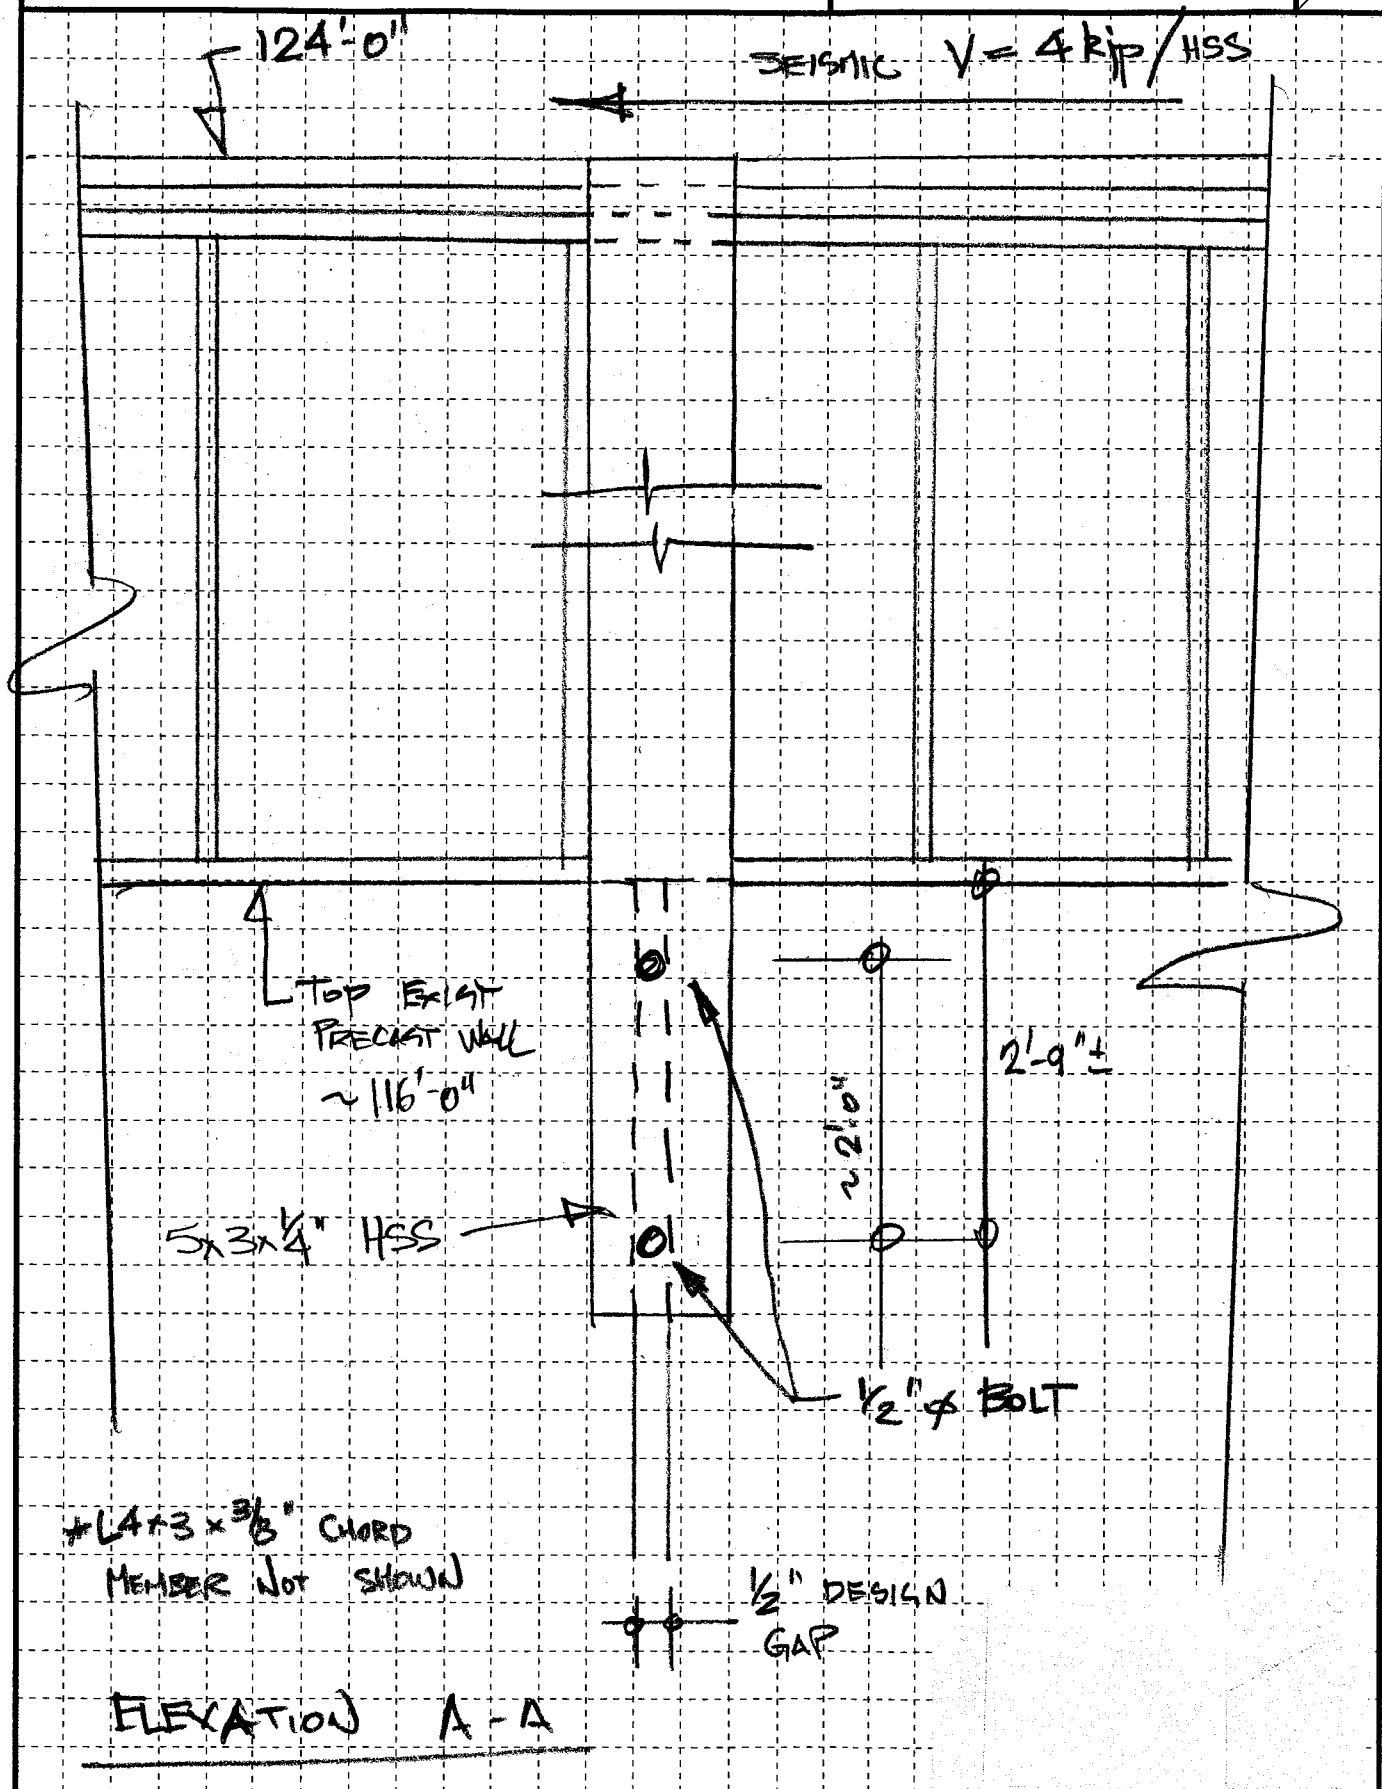 124'-0"
SEISMIC V = 4 kip/HSS
TOP EXIST
PRECAST WALL
~ 116'-0"
2'-9"±
~ 2'-0"
5x3x1/4" HSS
1/2"ø BOLT
*L4x3x3/8" CHORD
MEMBER NOT SHOWN
1/2" DESIGN
GAP
ELEVATION A-A